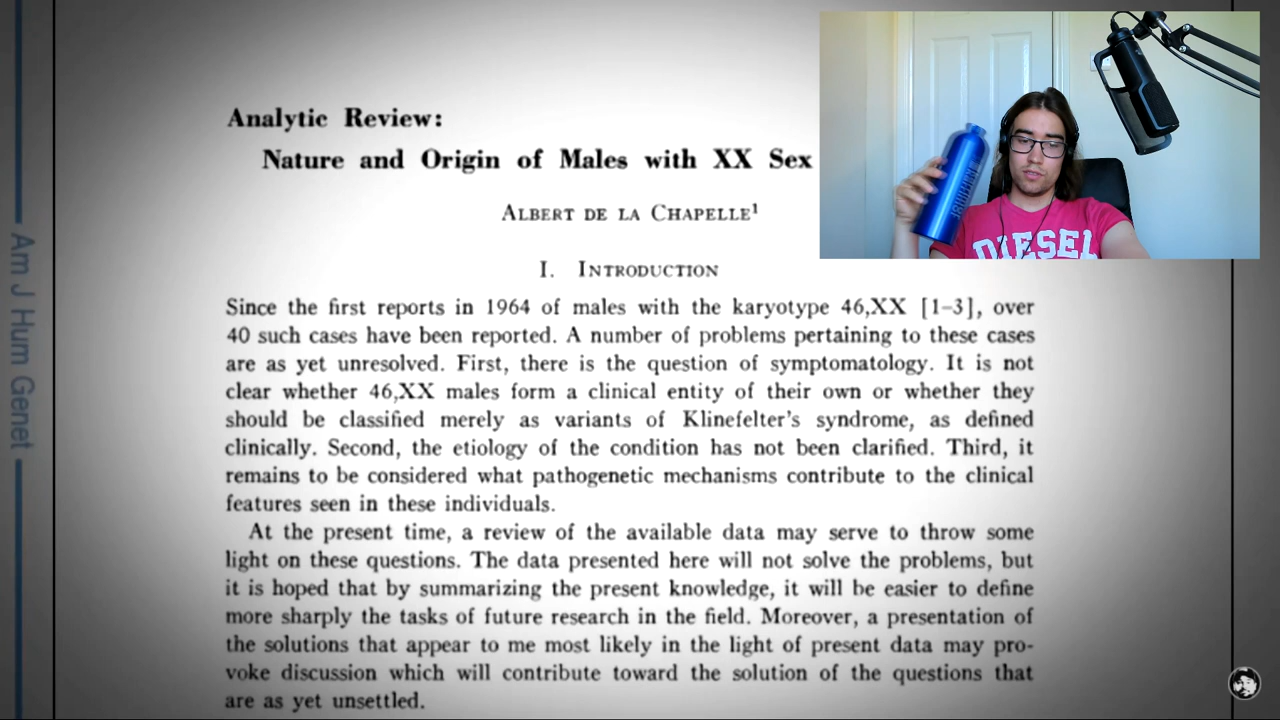 Analytic Review:
Nature and Origin of Males with XX Sex
ALBERT DE LA CHAPELLE¹
I. INTRODUCTION
Since the first reports in 1964 of males with the karyotype 46,XX [1–3], over
40 such cases have been reported. A number of problems pertaining to these cases
are as yet unresolved. First, there is the question of symptomatology. It is not
clear whether 46,XX males form a clinical entity of their own or whether they
should be classified merely as variants of Klinefelter's syndrome, as defined
clinically. Second, the etiology of the condition has not been clarified. Third, it
remains to be considered what pathogenetic mechanisms contribute to the clinical
features seen in these individuals.
At the present time, a review of the available data may serve to throw some
light on these questions. The data presented here will not solve the problems, but
it is hoped that by summarizing the present knowledge, it will be easier to define
more sharply the tasks of future research in the field. Moreover, a presentation of
the solutions that appear to me most likely in the light of present data may pro-
voke discussion which will contribute toward the solution of the questions that
are as yet unsettled.
Am J Hum Genet
DIESEL